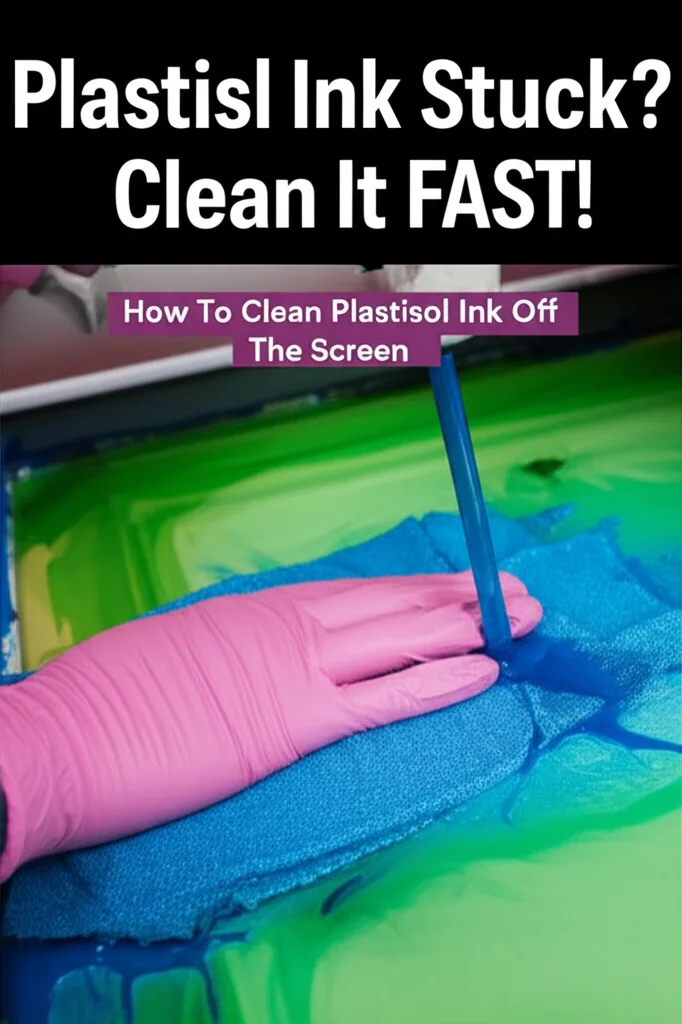 Plastisl Ink Stuck?
Clean It FAST!
How To Clean Plastisol Ink Off
The Screen